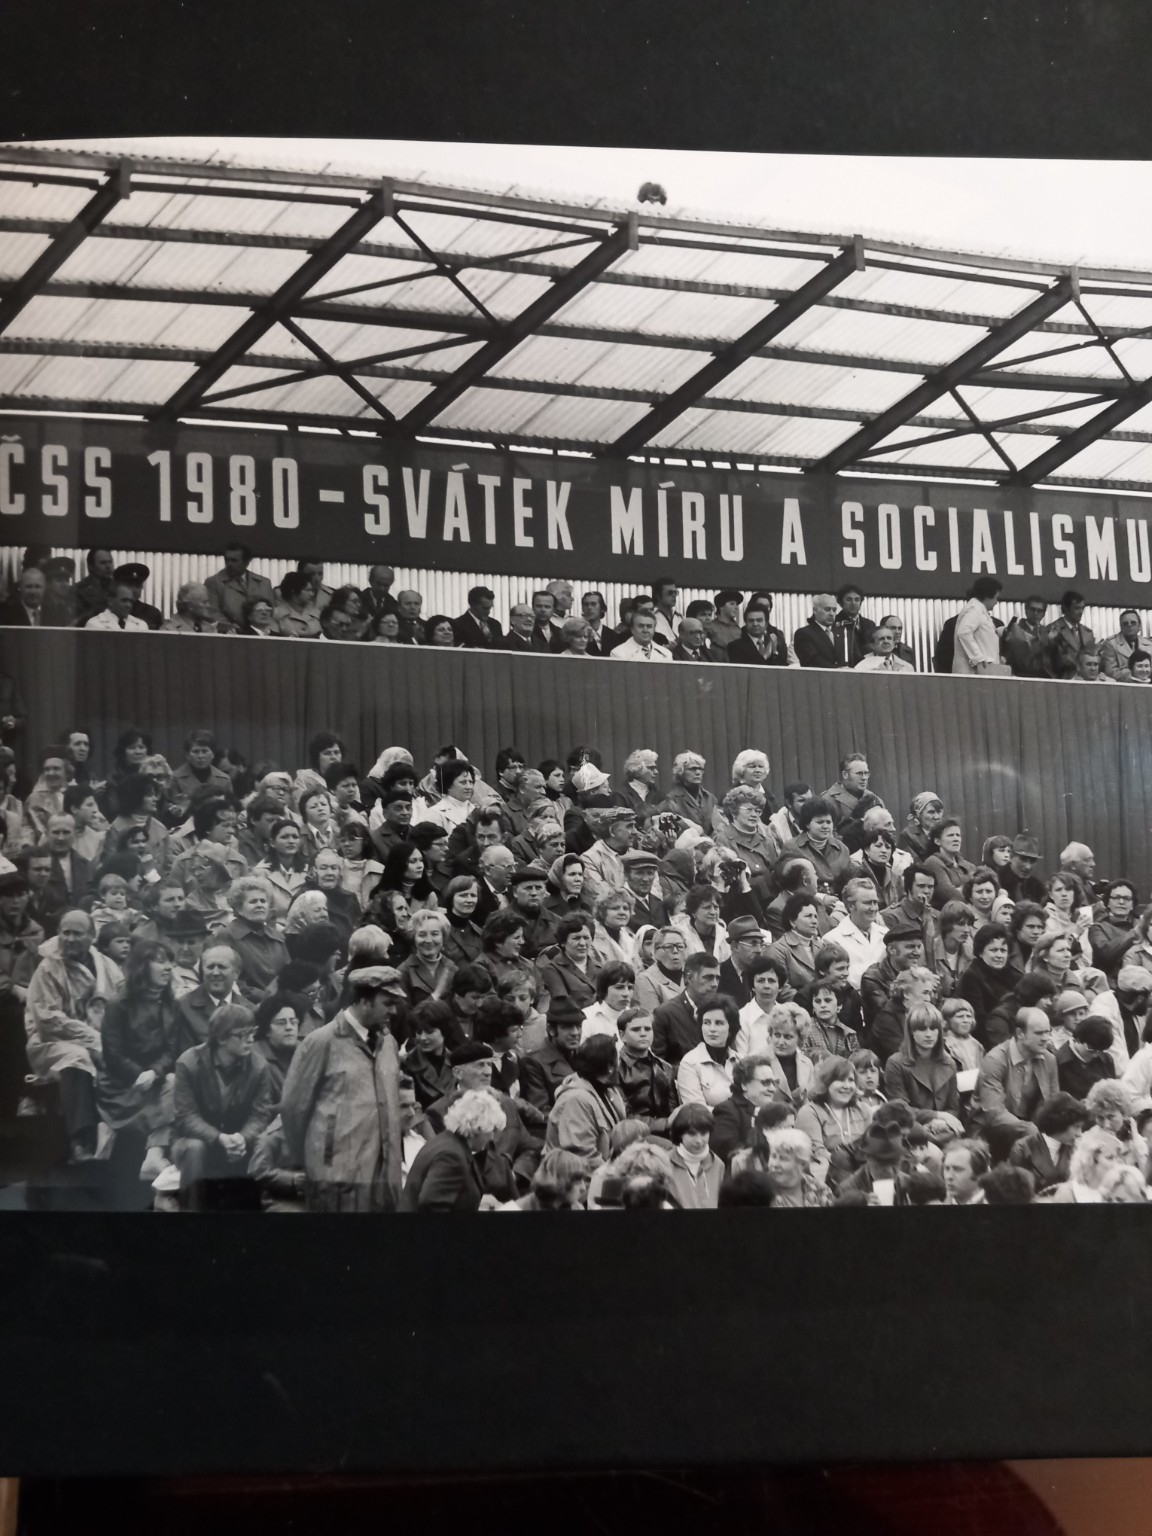 ČSS 1980 - SVÁTEK MÍRU A SOCIALISMU